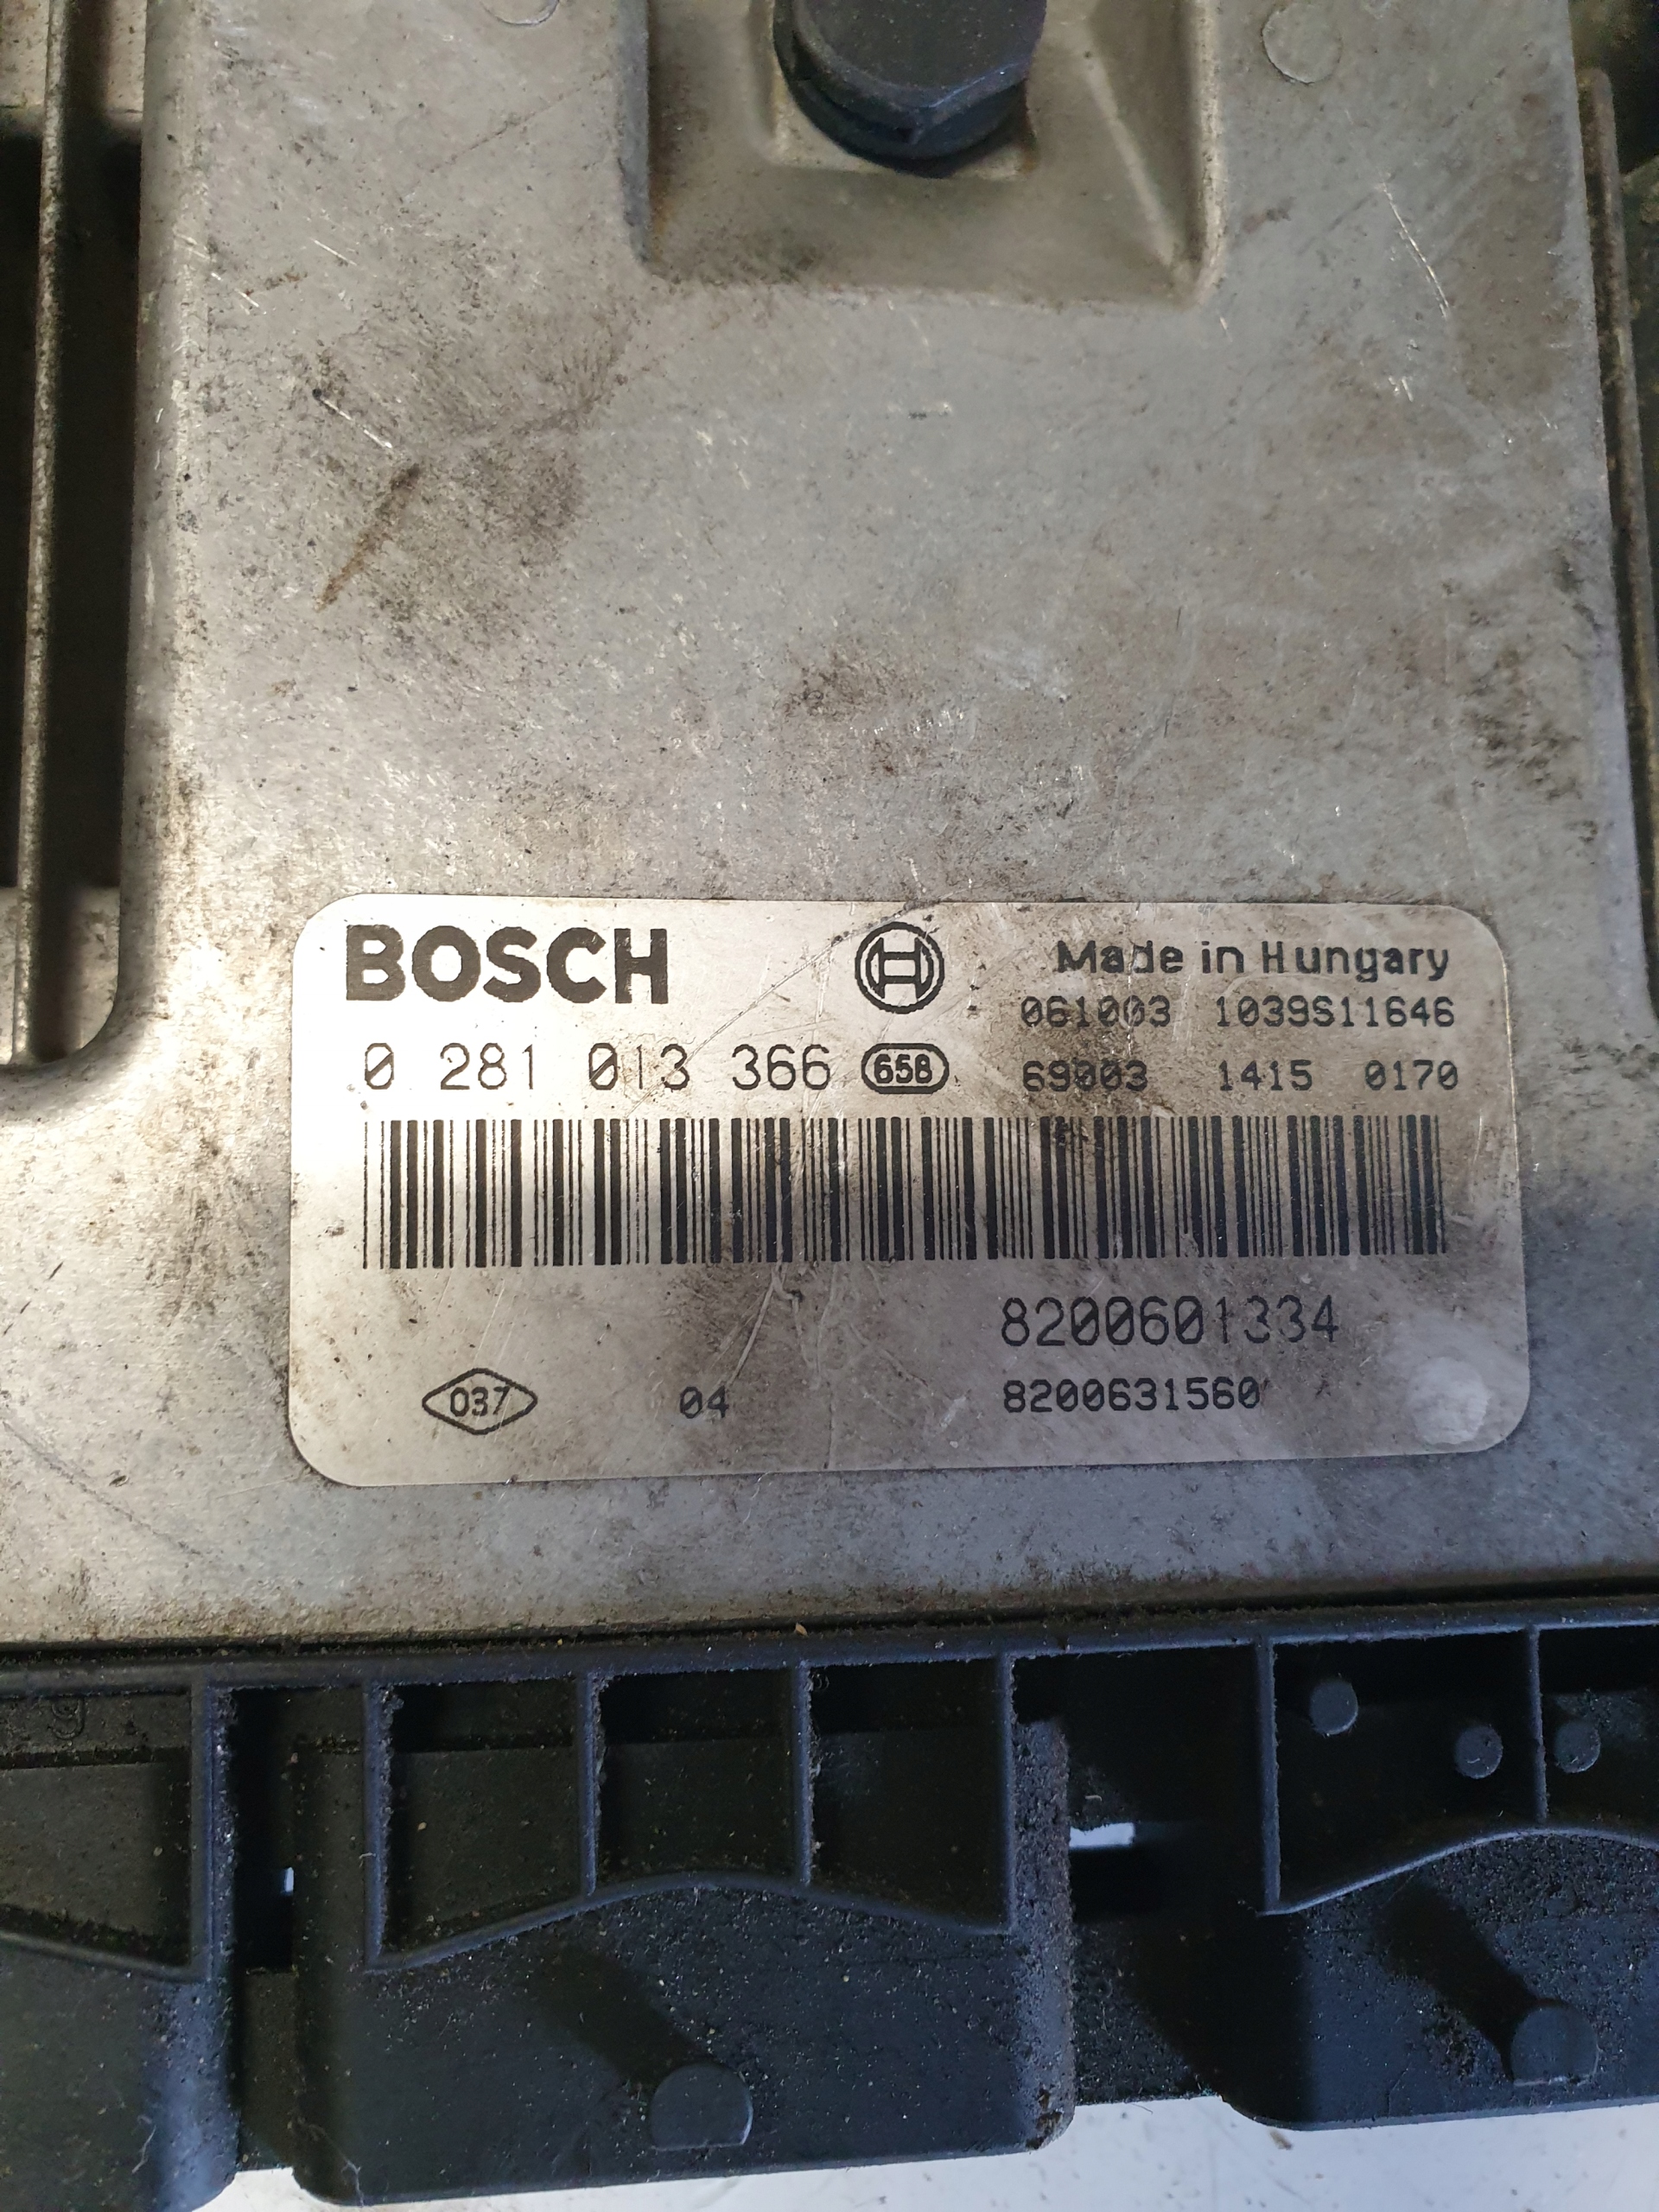 BOSCH
Made in Hungary
061003 1039S11646
0 281 013 366 658
69003 1415 0170
8200601334
037 04 8200631560